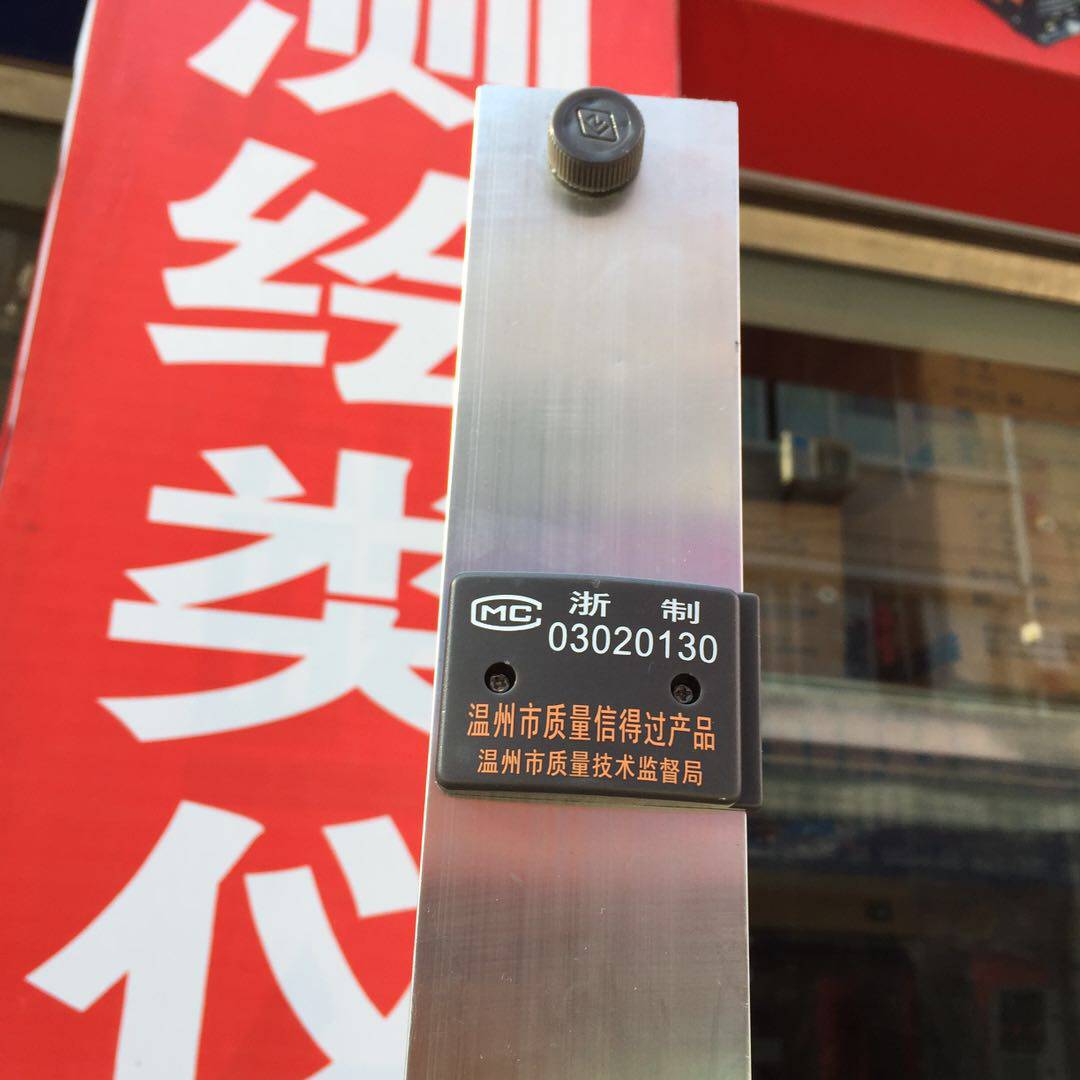 测绘类仪
MC 浙 制
03020130
温州市质量信得过产品
温州市质量技术监督局